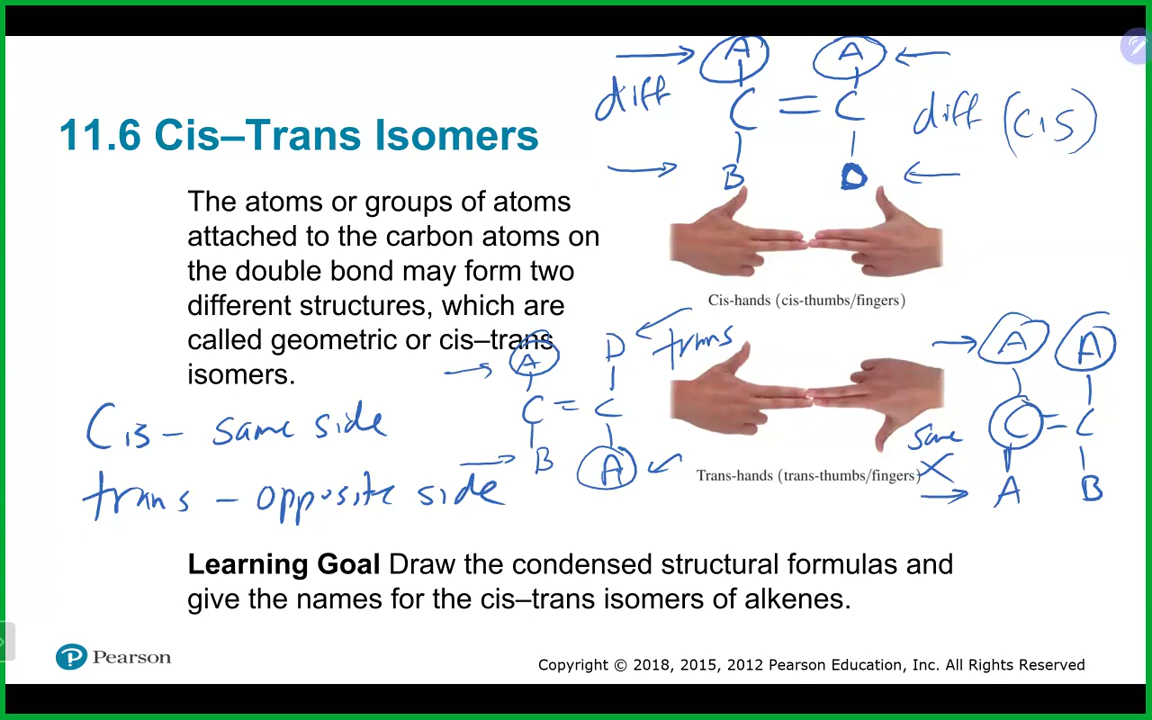 A A
diff
C = C
diff (cis)
B D
11.6 Cis–Trans Isomers
The atoms or groups of atoms
attached to the carbon atoms on
the double bond may form two
different structures, which are
called geometric or cis–trans
isomers.
Cis-hands (cis-thumbs/fingers)
A D trans
C = C
B A
A A
C = C
same
A B
Trans-hands (trans-thumbs/fingers)
Cis – same side
trans – opposite side
Learning Goal Draw the condensed structural formulas and
give the names for the cis–trans isomers of alkenes.
P Pearson
Copyright © 2018, 2015, 2012 Pearson Education, Inc. All Rights Reserved